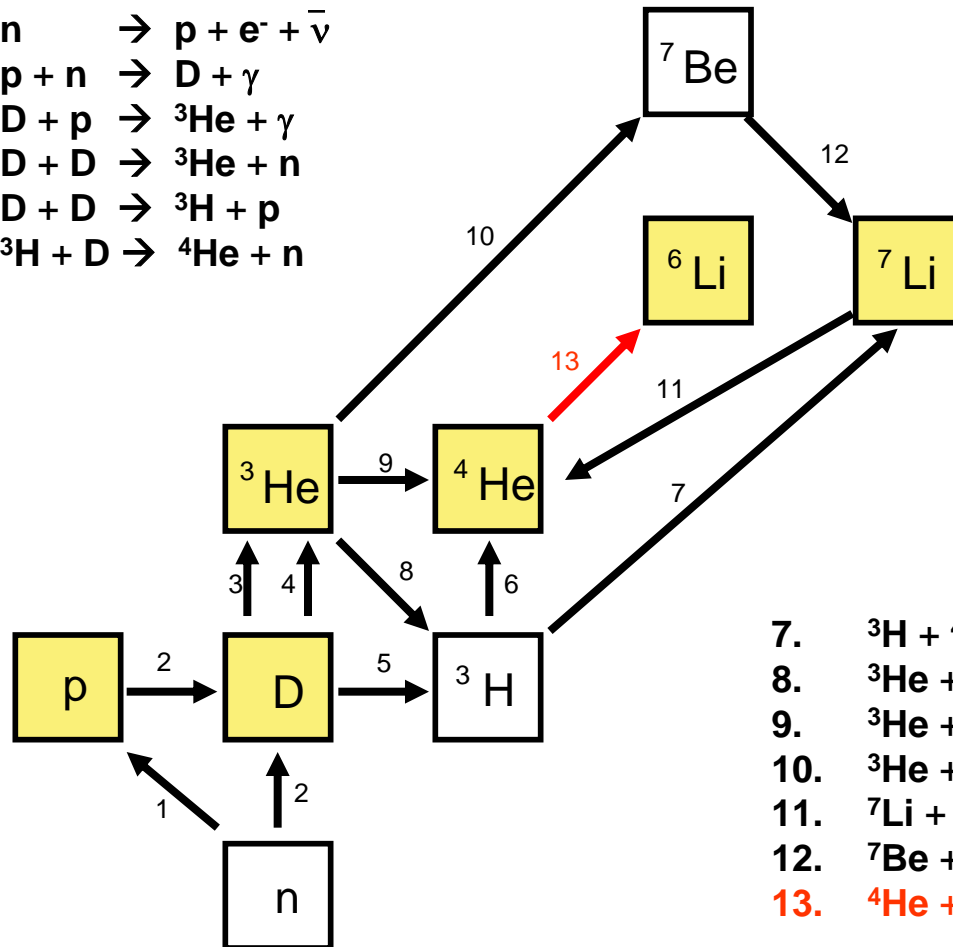 n → p + e⁻ + ν̄
p + n → D + γ
D + p → ³He + γ
D + D → ³He + n
D + D → ³H + p
³H + D → ⁴He + n
⁷Be
12
10
⁶Li
⁷Li
13
11
³He
9
⁴He
7
3
4
8
6
p
2
D
5
³H
1
2
n
7. ³H +
8. ³He +
9. ³He +
10. ³He +
11. ⁷Li +
12. ⁷Be +
13. ⁴He +